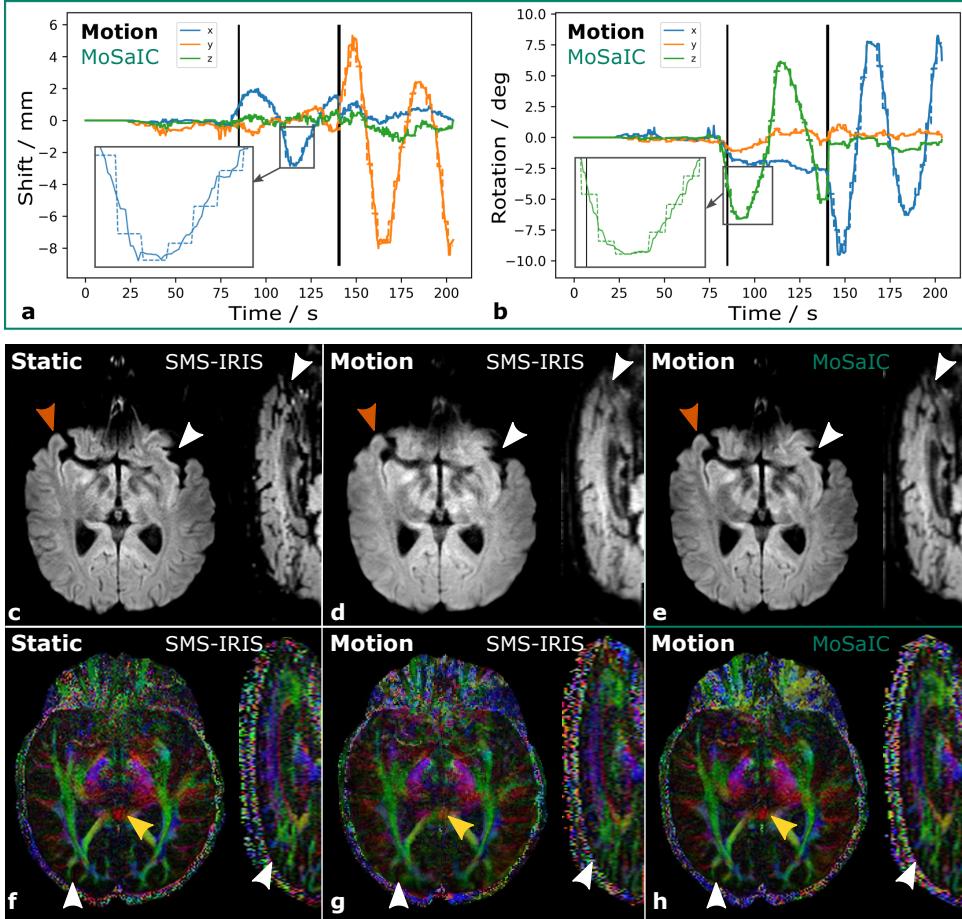 Motion
MoSaIC
x
y
z
Shift / mm
6
4
2
0
−2
−4
−6
−8
0
25
50
75
100
125
150
175
200
Time / s
a
Motion
MoSaIC
x
y
z
Rotation / deg
10.0
7.5
5.0
2.5
0.0
−2.5
−5.0
−7.5
−10.0
0
25
50
75
100
125
150
175
200
Time / s
b
Static SMS-IRIS
c
Motion SMS-IRIS
d
Motion MoSaIC
e
Static SMS-IRIS
f
Motion SMS-IRIS
g
Motion MoSaIC
h